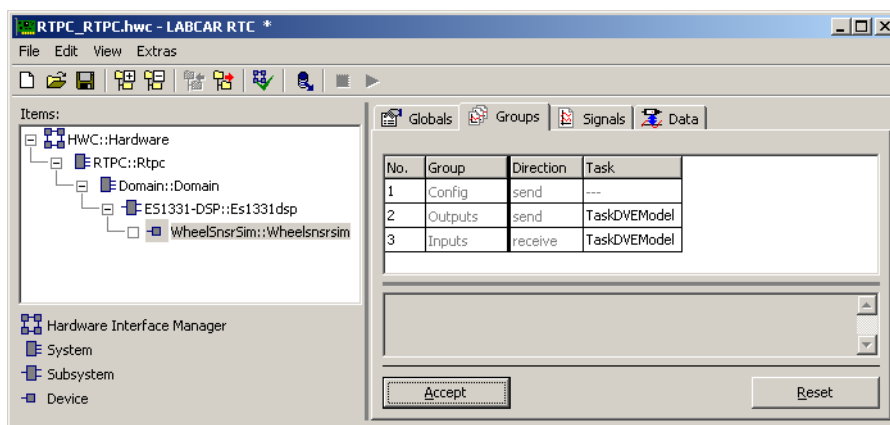 RTPC_RTPC.hwc - LABCAR RTC *
File Edit View Extras
Items:
HWC::Hardware
RTPC::Rtpc
Domain::Domain
ES1331-DSP::Es1331dsp
WheelSnsrSim::Wheelsnsrsim
Hardware Interface Manager
System
Subsystem
Device
Globals Groups Signals Data
No. Group Direction Task
1 Config send ---
2 Outputs send TaskDVEModel
3 Inputs receive TaskDVEModel
Accept Reset